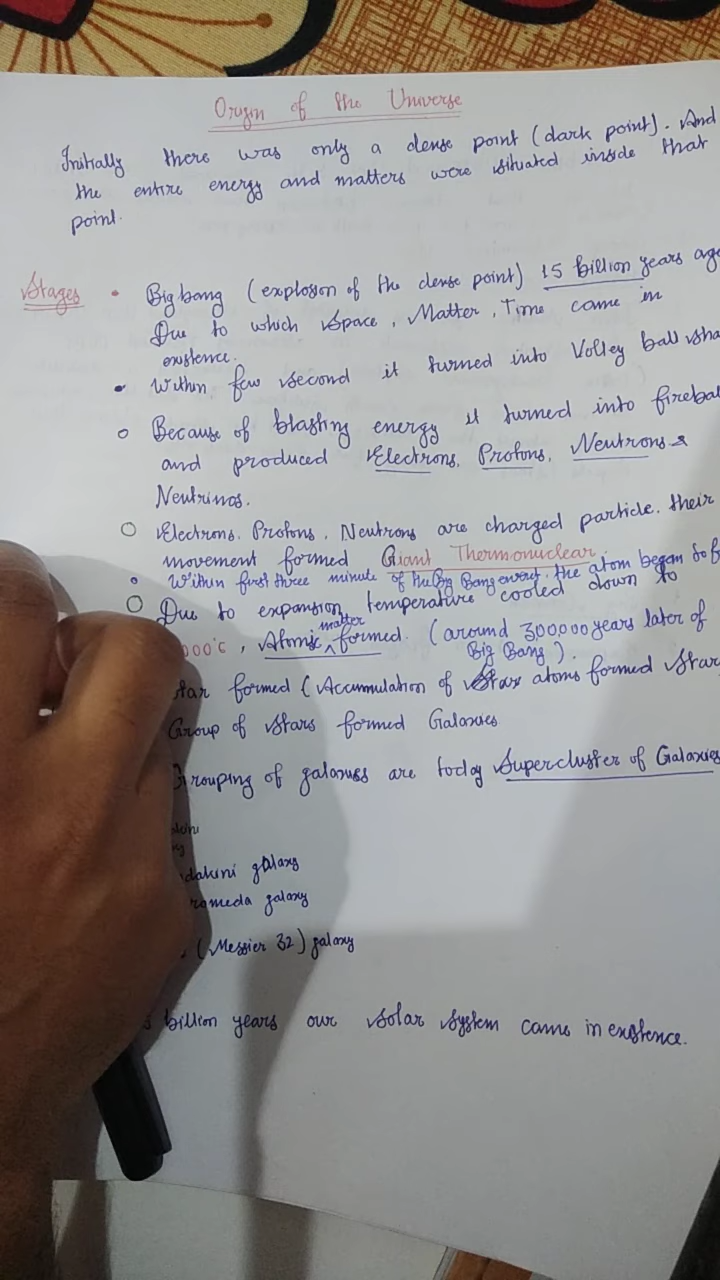 Origin of the Universe
Initially there was only a dense point (dark point). And
the entire energy and matters were situated inside that
point.
Stages • Big bang (explosion of the dense point) 15 billion years ago
Due to which Space, Matter, Time came in
existence.
• Within few second it turned into Volley ball sha
Because of blasting energy it turned into firebal
and produced Electrons, Protons, Neutrons &
Neutrinos.
Electrons, Protons, Neutrons are charged particle, their
movement formed Giant Thermonuclear.
• Within first three minute of the Big Bang event, the atom began to f
Due to expansion temperature cooled down to
000°C, Atomic matter formed. (around 300,000 years later of
Big Bang).
Star formed (Accumulation of atoms formed Star
Group of Stars formed Galaxies
Grouping of galaxies are today Supercluster of Galaxies
dakini galaxy
romeda galaxy
(Messier 32) galaxy
billion years our Solar System came in existence.